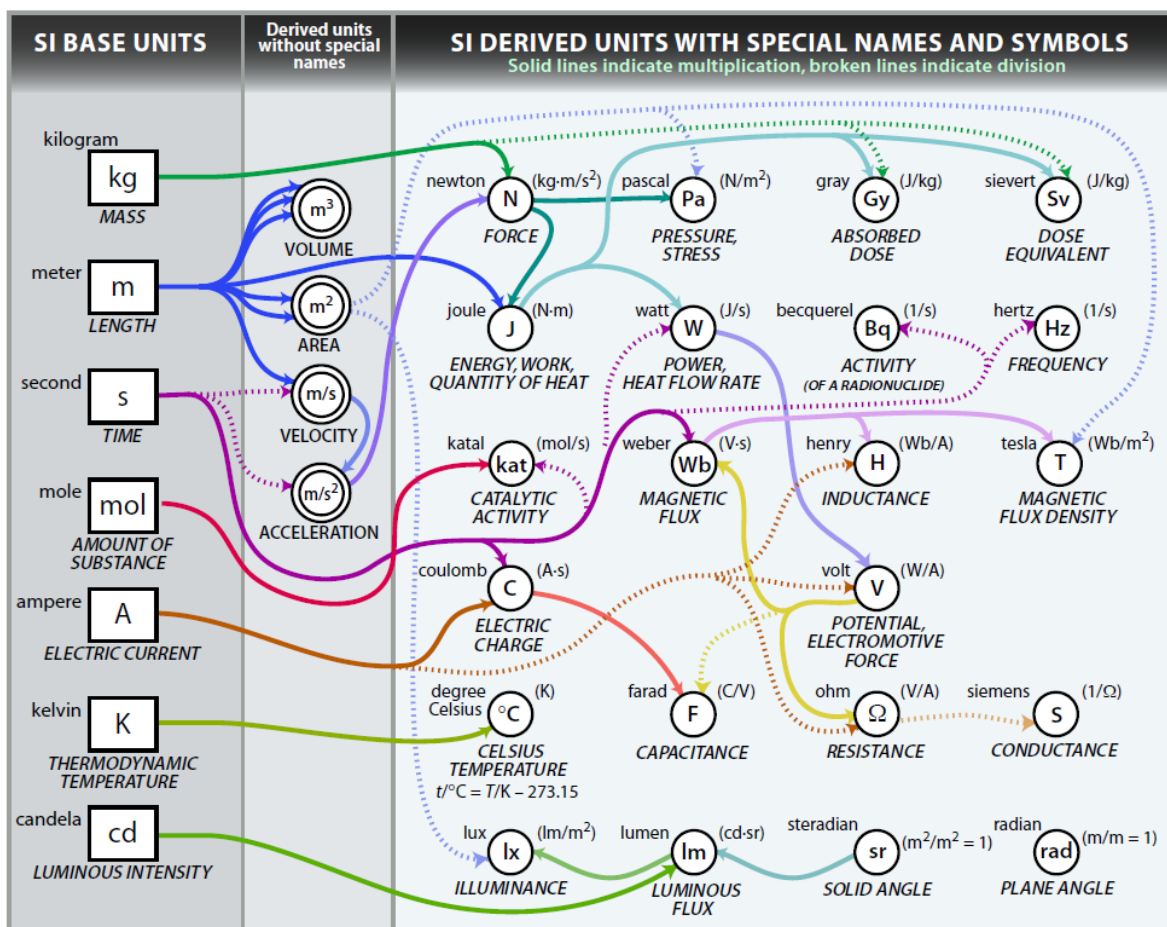 SI BASE UNITS
Derived units
without special
names
SI DERIVED UNITS WITH SPECIAL NAMES AND SYMBOLS
Solid lines indicate multiplication, broken lines indicate division
kilogram
kg
MASS
meter
m
LENGTH
second
s
TIME
mole
mol
AMOUNT OF
SUBSTANCE
ampere
A
ELECTRIC CURRENT
kelvin
K
THERMODYNAMIC
TEMPERATURE
candela
cd
LUMINOUS INTENSITY
m³
VOLUME
m²
AREA
m/s
VELOCITY
m/s²
ACCELERATION
newton
N
(kg·m/s²)
FORCE
pascal
Pa
(N/m²)
PRESSURE,
STRESS
gray
Gy
(J/kg)
ABSORBED
DOSE
sievert
Sv
(J/kg)
DOSE
EQUIVALENT
joule
J
(N·m)
ENERGY, WORK,
QUANTITY OF HEAT
watt
W
(J/s)
POWER,
HEAT FLOW RATE
becquerel
Bq
(1/s)
ACTIVITY
(OF A RADIONUCLIDE)
hertz
Hz
(1/s)
FREQUENCY
katal
kat
(mol/s)
CATALYTIC
ACTIVITY
weber
Wb
(V·s)
MAGNETIC
FLUX
henry
H
(Wb/A)
INDUCTANCE
tesla
T
(Wb/m²)
MAGNETIC
FLUX DENSITY
coulomb
C
(A·s)
ELECTRIC
CHARGE
volt
V
(W/A)
POTENTIAL,
ELECTROMOTIVE
FORCE
degree
Celsius
°C
(K)
CELSIUS
TEMPERATURE
t/°C = T/K – 273.15
farad
F
(C/V)
CAPACITANCE
ohm
Ω
(V/A)
RESISTANCE
siemens
S
(1/Ω)
CONDUCTANCE
lux
lx
(lm/m²)
ILLUMINANCE
lumen
lm
(cd·sr)
LUMINOUS
FLUX
steradian
sr
(m²/m² = 1)
SOLID ANGLE
radian
rad
(m/m = 1)
PLANE ANGLE